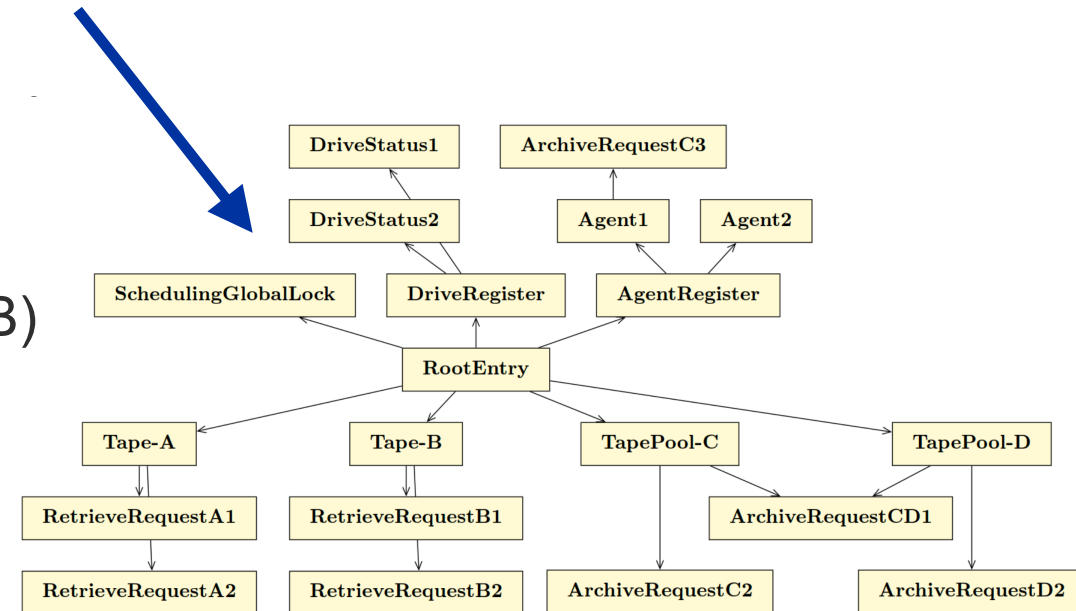 DriveStatus1
ArchiveRequestC3
DriveStatus2
Agent1
Agent2
SchedulingGlobalLock
DriveRegister
AgentRegister
3)
RootEntry
Tape-A
Tape-B
TapePool-C
TapePool-D
RetrieveRequestA1
RetrieveRequestB1
ArchiveRequestCD1
RetrieveRequestA2
RetrieveRequestB2
ArchiveRequestC2
ArchiveRequestD2